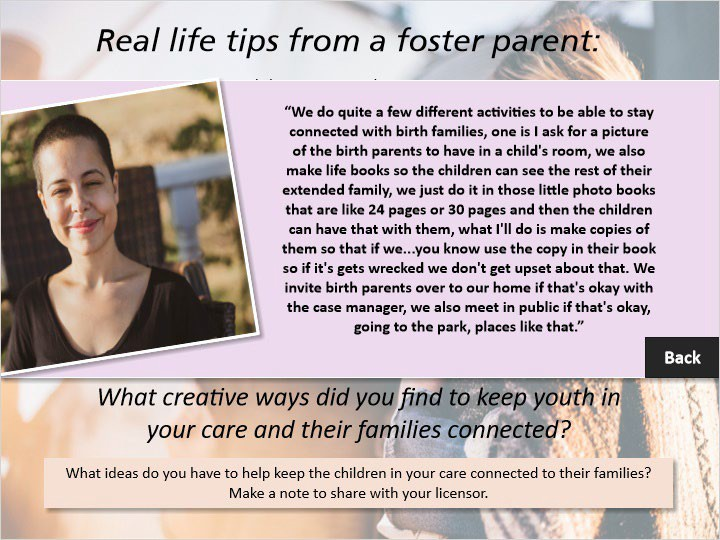 Real life tips from a foster parent:
“We do quite a few different activities to be able to stay
connected with birth families, one is I ask for a picture
of the birth parents to have in a child's room, we also
make life books so the children can see the rest of their
extended family, we just do it in those little photo books
that are like 24 pages or 30 pages and then the children
can have that with them, what I'll do is make copies of
them so that if we...you know use the copy in their book
so if it's gets wrecked we don't get upset about that. We
invite birth parents over to our home if that's okay with
the case manager, we also meet in public if that's okay,
going to the park, places like that.”
Back
What creative ways did you find to keep youth in
your care and their families connected?
What ideas do you have to help keep the children in your care connected to their families?
Make a note to share with your licensor.